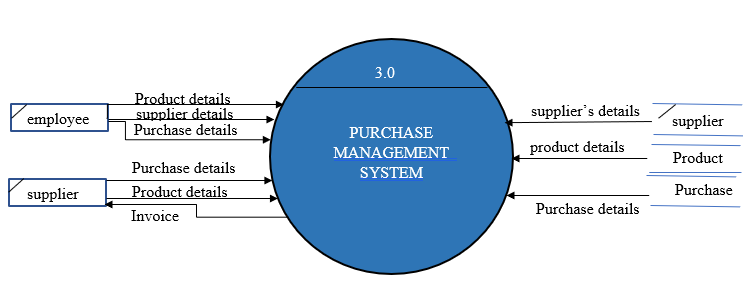 3.0
PURCHASE
MANAGEMENT
SYSTEM
employee
Product details
supplier details
Purchase details
supplier
Purchase details
Product details
Invoice
supplier’s details
supplier
product details
Product
Purchase details
Purchase